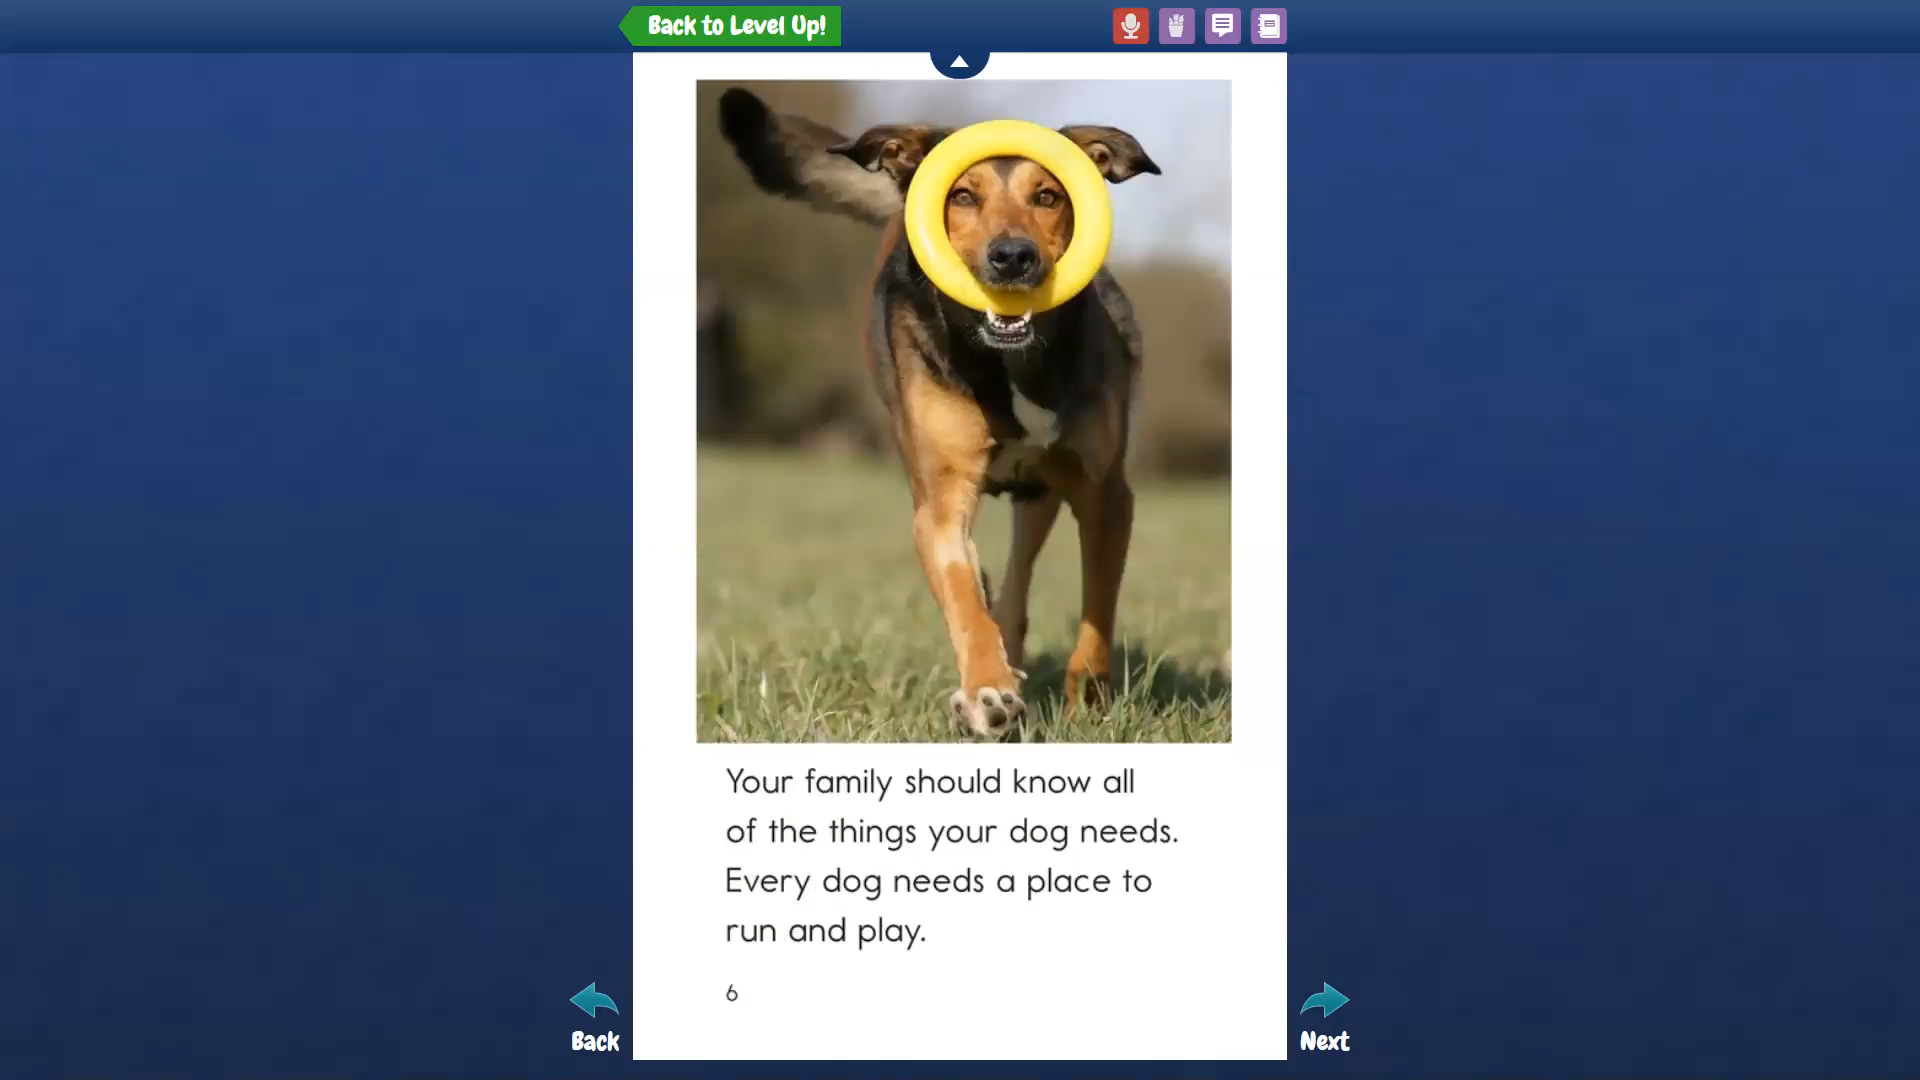 Back to Level Up!
Your family should know all
of the things your dog needs.
Every dog needs a place to
run and play.
6
Back
Next